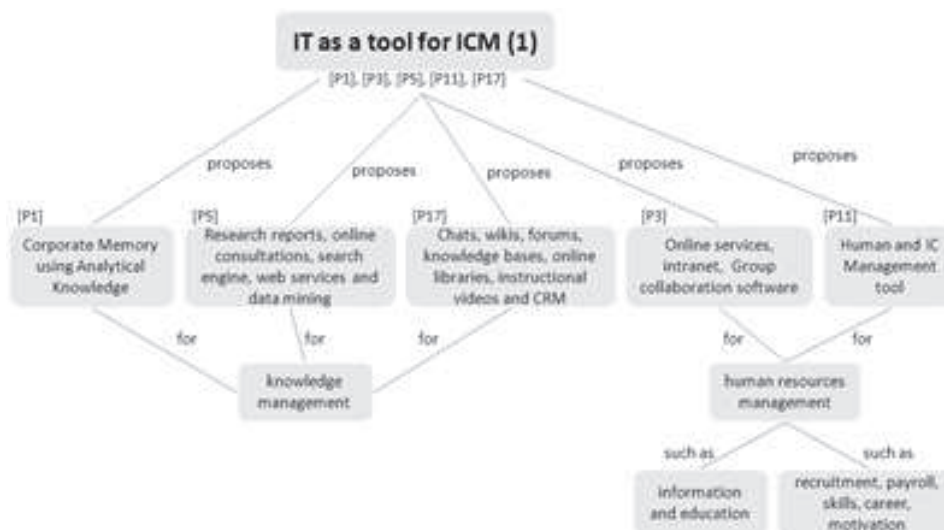 IT as a tool for ICM (1)
[P1], [P3], [P5], [P11], [P17]
proposes
proposes
proposes
proposes
proposes
[P1]
Corporate Memory
using Analytical
Knowledge
[P5]
Research reports, online
consultations, search
engine, web services and
data mining
[P17]
Chats, wikis, forums,
knowledge bases, online
libraries, instructional
videos and CRM
[P3]
Online services,
intranet, Group
collaboration software
[P11]
Human and IC
Management
tool
for
for
for
for
for
knowledge
management
human resources
management
such as
such as
information
and education
recruitment, payroll,
skills, career,
motivation